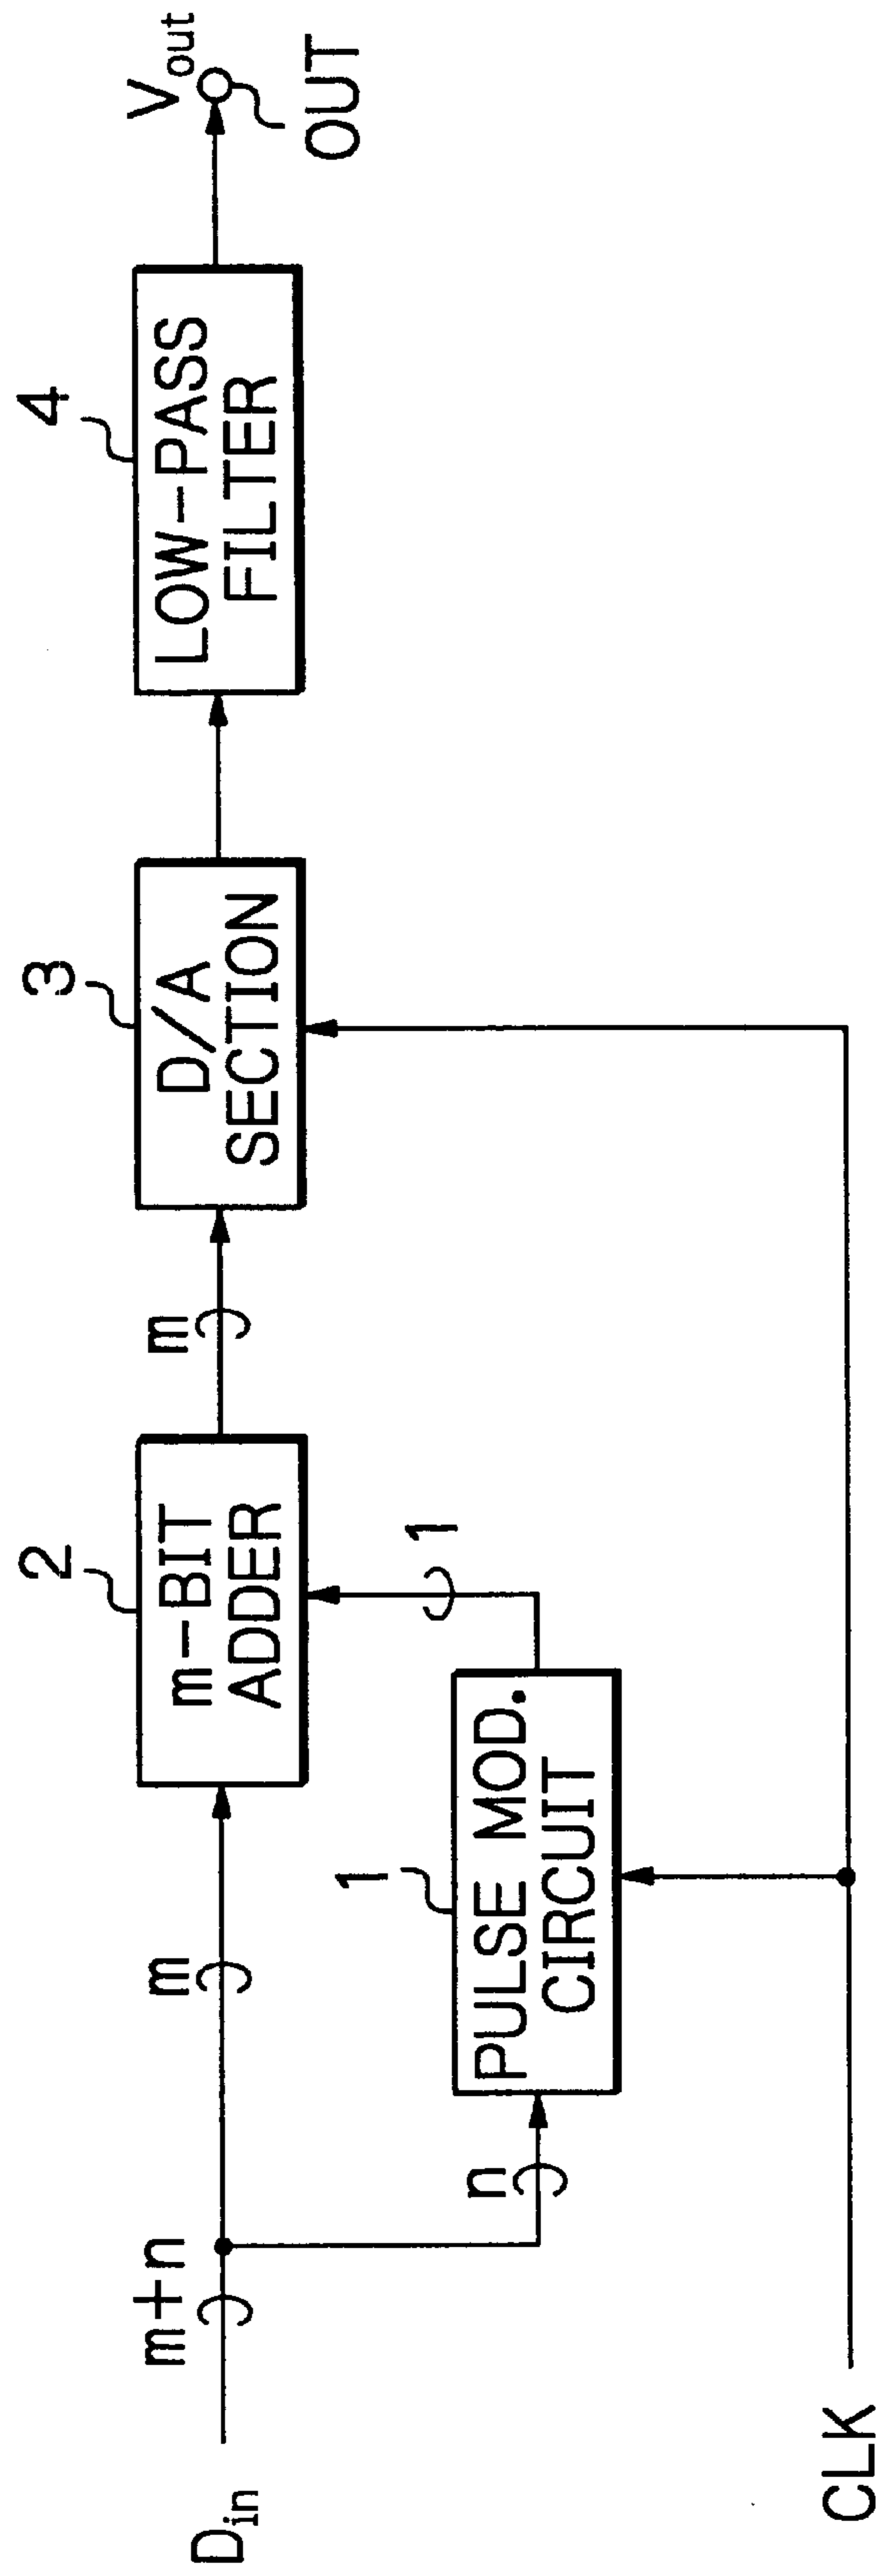 D_in
m+n
m
n
1
PULSE MOD.
CIRCUIT
1
2
m-BIT
ADDER
m
3
D/A
SECTION
4
LOW-PASS
FILTER
V_out
OUT
CLK